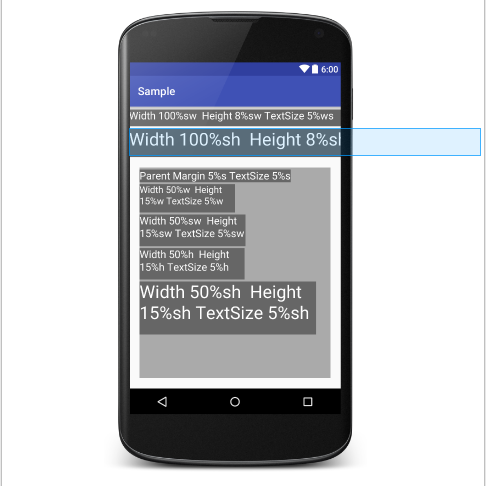 6:00
Sample
Width 100%sw Height 8%sw TextSize 5%ws
Width 100%sh Height 8%sh
Parent Margin 5%s TextSize 5%s
Width 50%w Height
15%w TextSize 5%w
Width 50%sw Height
15%sw TextSize 5%sw
Width 50%h Height
15%h TextSize 5%h
Width 50%sh Height
15%sh TextSize 5%sh